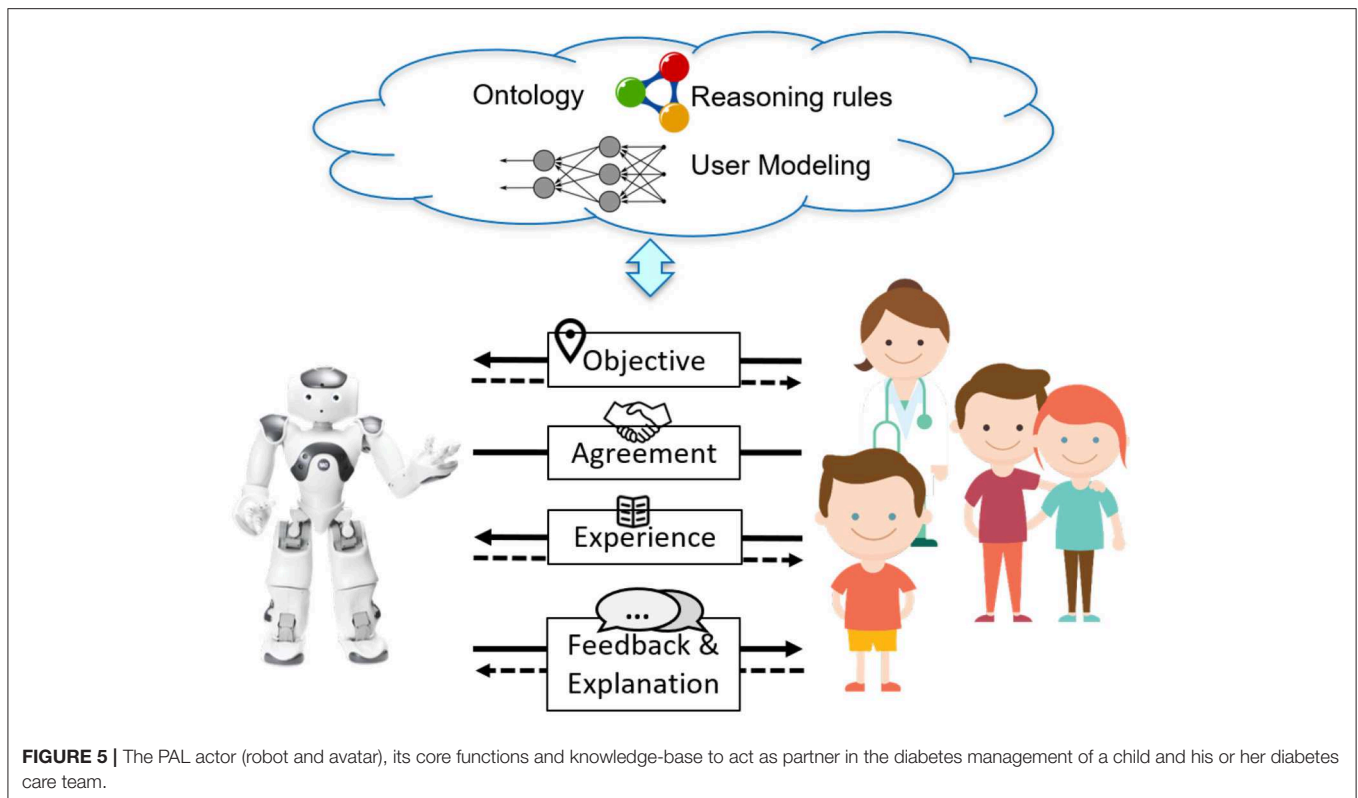 Ontology
Reasoning rules
User Modeling
Objective
Agreement
Experience
...
Feedback &
Explanation
FIGURE 5 | The PAL actor (robot and avatar), its core functions and knowledge-base to act as partner in the diabetes management of a child and his or her diabetes
care team.